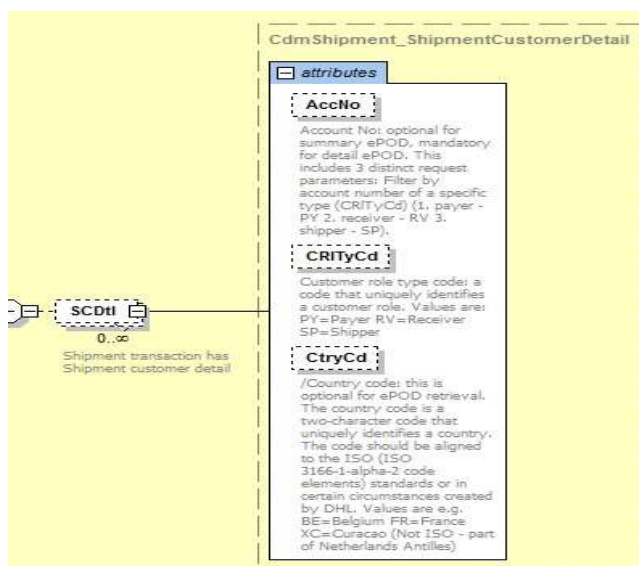 CdmShipment_ShipmentCustomerDetail
attributes
AccNo
Account No: optional for
summary ePOD, mandatory
for detail ePOD. This
includes 3 distinct request
parameters: Filter by
account number of a specific
type (CRlTyCd) (1. payer -
PY 2. receiver - RV 3.
shipper - SP).
CRlTyCd
Customer role type code: a
code that uniquely identifies
a customer role. Values are:
PY=Payer RV=Receiver
SP=Shipper
SCDtl
0..∞
Shipment transaction has
Shipment customer detail
CtryCd
/Country code: this is
optional for ePOD retrieval.
The country code is a
two-character code that
uniquely identifies a country.
The code should be aligned
to the ISO (ISO
3166-1-alpha-2 code
elements) standards or in
certain circumstances created
by DHL. Values are e.g.
BE=Belgium FR=France
XC=Curacao (Not ISO - part
of Netherlands Antilles)